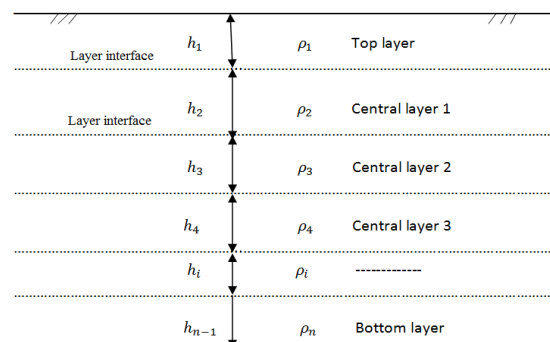 h₁ ρ₁ Top layer
Layer interface
h₂ ρ₂ Central layer 1
Layer interface
h₃ ρ₃ Central layer 2
h₄ ρ₄ Central layer 3
hᵢ ρᵢ -------------
hₙ₋₁ ρₙ Bottom layer